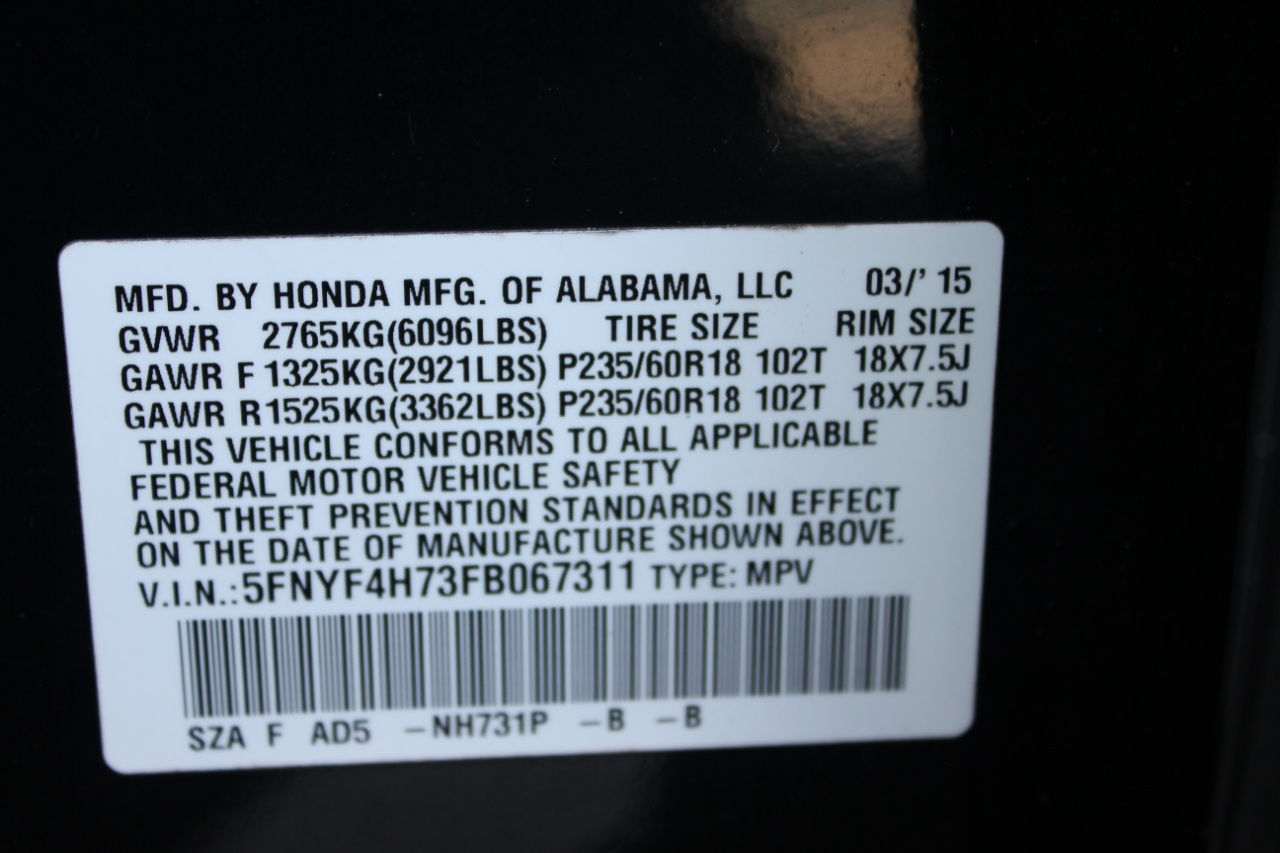 MFD. BY HONDA MFG. OF ALABAMA, LLC 03/' 15
GVWR 2765KG(6096LBS) TIRE SIZE RIM SIZE
GAWR F 1325KG(2921LBS) P235/60R18 102T 18X7.5J
GAWR R1525KG(3362LBS) P235/60R18 102T 18X7.5J
THIS VEHICLE CONFORMS TO ALL APPLICABLE
FEDERAL MOTOR VEHICLE SAFETY
AND THEFT PREVENTION STANDARDS IN EFFECT
ON THE DATE OF MANUFACTURE SHOWN ABOVE.
V.I.N.:5FNYF4H73FB067311 TYPE: MPV
SZA F AD5 -NH731P -B -B